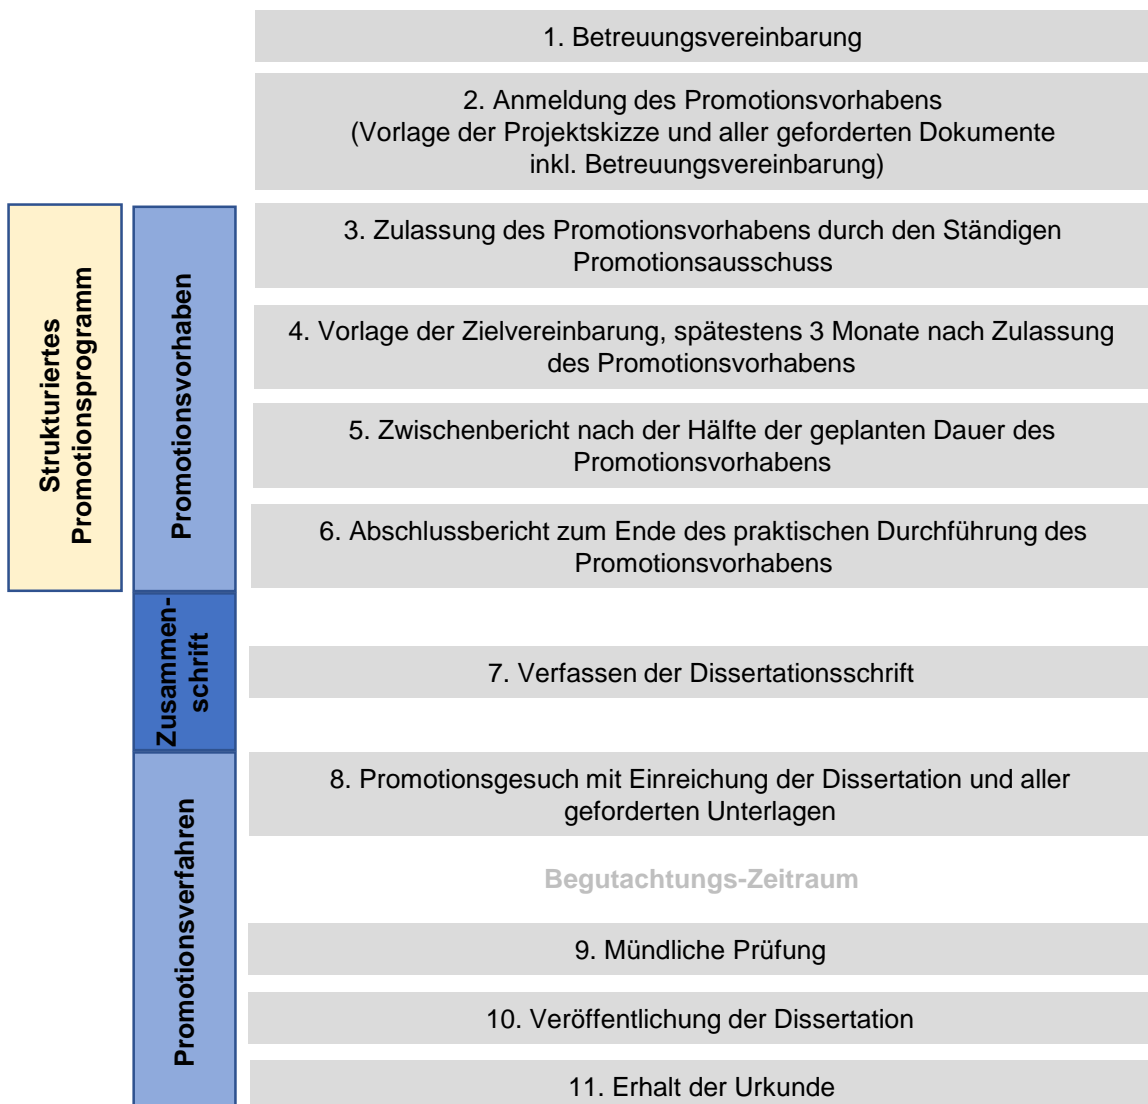 1. Betreuungsvereinbarung
2. Anmeldung des Promotionsvorhabens
(Vorlage der Projektskizze und aller geforderten Dokumente
inkl. Betreuungsvereinbarung)
Strukturiertes
Promotionsprogramm
Promotionsvorhaben
3. Zulassung des Promotionsvorhabens durch den Ständigen
Promotionsausschuss
4. Vorlage der Zielvereinbarung, spätestens 3 Monate nach Zulassung
des Promotionsvorhabens
5. Zwischenbericht nach der Hälfte der geplanten Dauer des
Promotionsvorhabens
6. Abschlussbericht zum Ende des praktischen Durchführung des
Promotionsvorhabens
Zusammen-
schrift
7. Verfassen der Dissertationsschrift
Promotionsverfahren
8. Promotionsgesuch mit Einreichung der Dissertation und aller
geforderten Unterlagen
Begutachtungs-Zeitraum
9. Mündliche Prüfung
10. Veröffentlichung der Dissertation
11. Erhalt der Urkunde